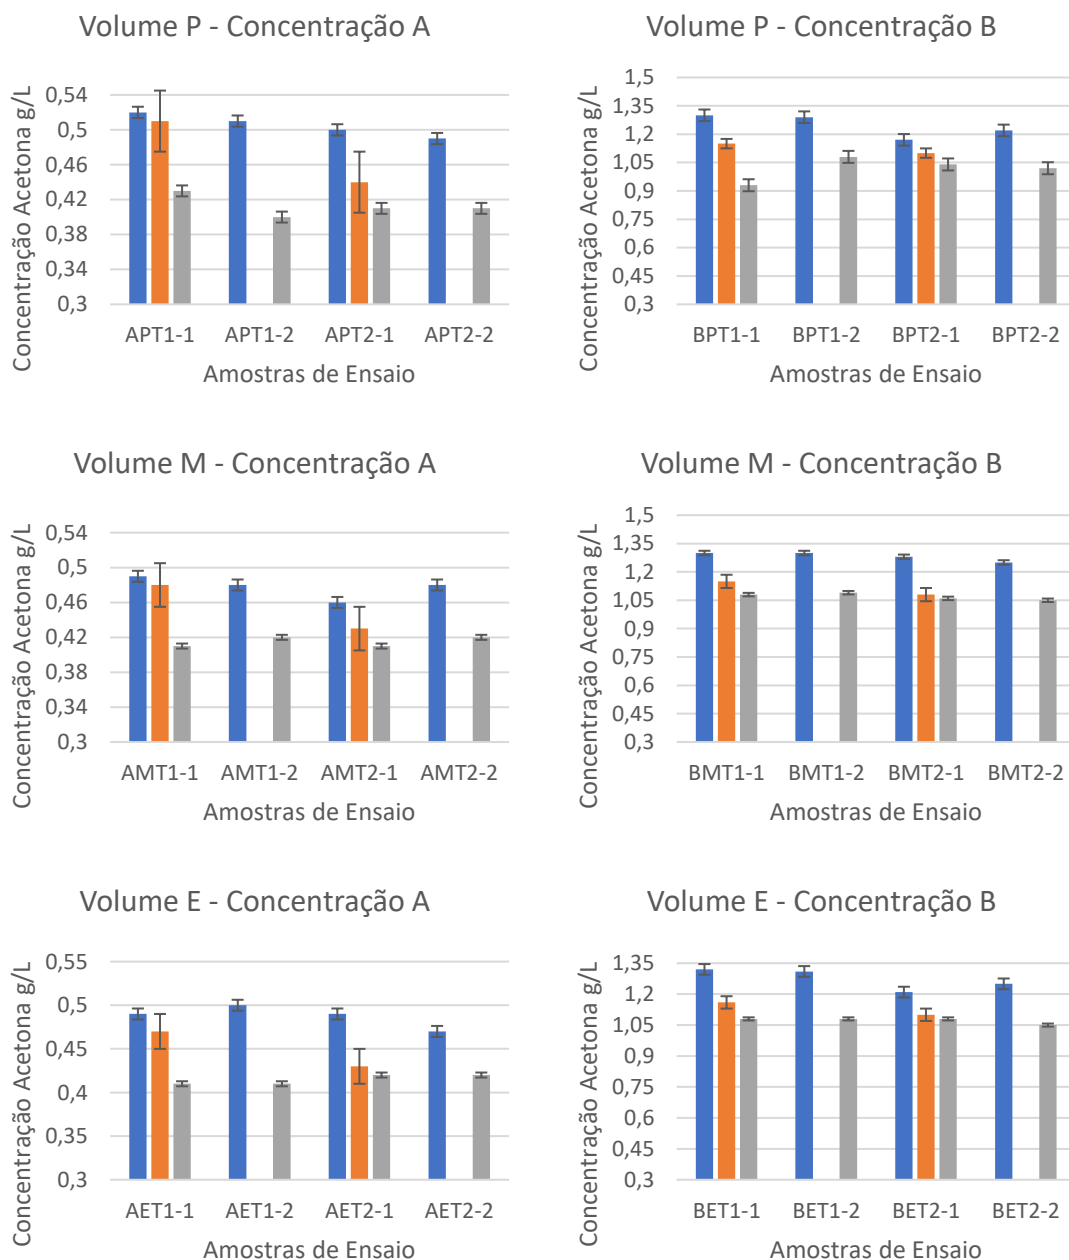 Volume P - Concentração A
Concentração Acetona g/L
0,54
0,5
0,46
0,42
0,38
0,34
0,3
APT1-1 APT1-2 APT2-1 APT2-2
Amostras de Ensaio
Volume P - Concentração B
Concentração Acetona g/L
1,5
1,35
1,2
1,05
0,9
0,75
0,6
0,45
0,3
BPT1-1 BPT1-2 BPT2-1 BPT2-2
Amostras de Ensaio
Volume M - Concentração A
Concentração Acetona g/L
0,54
0,5
0,46
0,42
0,38
0,34
0,3
AMT1-1 AMT1-2 AMT2-1 AMT2-2
Amostras de Ensaio
Volume M - Concentração B
Concentração Acetona g/L
1,5
1,35
1,2
1,05
0,9
0,75
0,6
0,45
0,3
BMT1-1 BMT1-2 BMT2-1 BMT2-2
Amostras de Ensaio
Volume E - Concentração A
Concentração Acetona g/L
0,55
0,5
0,45
0,4
0,35
0,3
AET1-1 AET1-2 AET2-1 AET2-2
Amostras de Ensaio
Volume E - Concentração B
Concentração Acetona g/L
1,35
1,2
1,05
0,9
0,75
0,6
0,45
0,3
BET1-1 BET1-2 BET2-1 BET2-2
Amostras de Ensaio